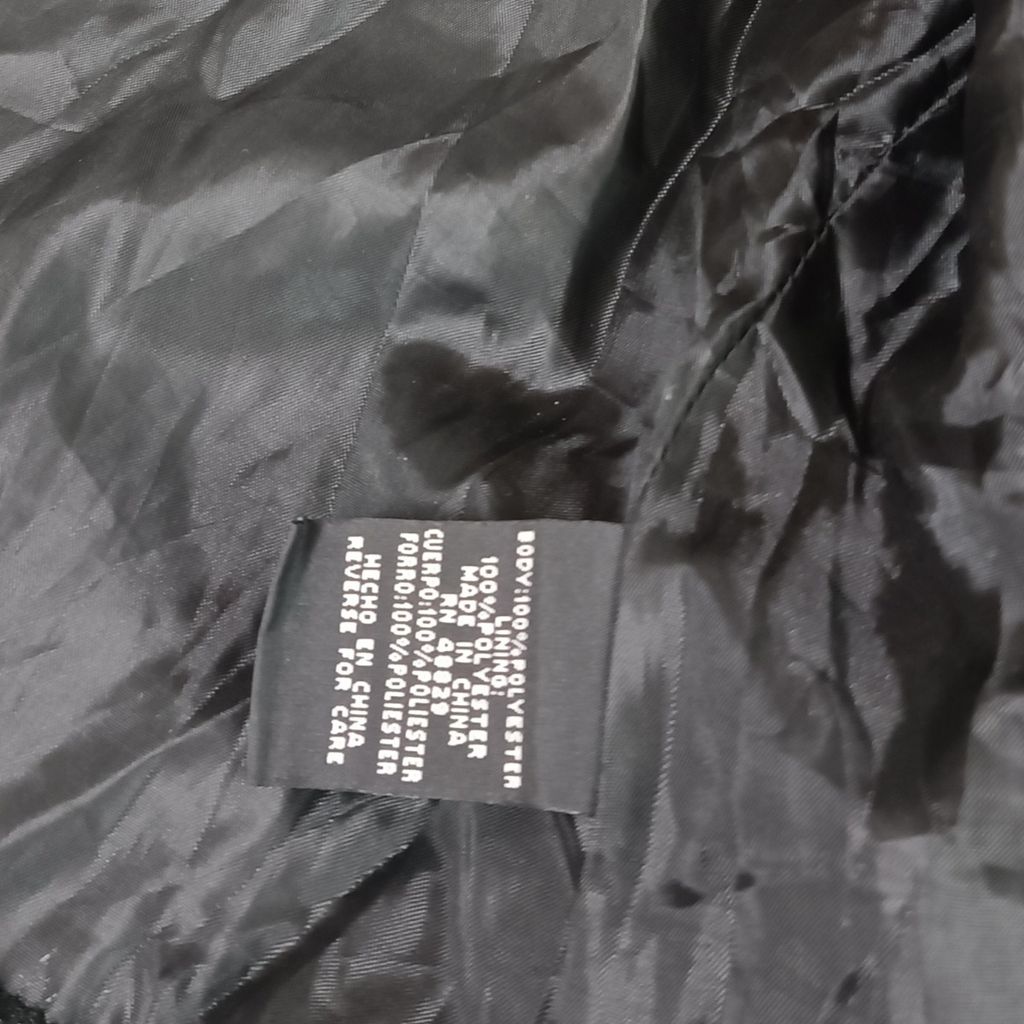 BODY:100%POLYESTER
LINING:
100%POLYESTER
MADE IN CHINA
RN 48829
CUERPO:100%POLIESTER
FORRO:100%POLIESTER
HECHO EN CHINA
REVERSE FOR CARE